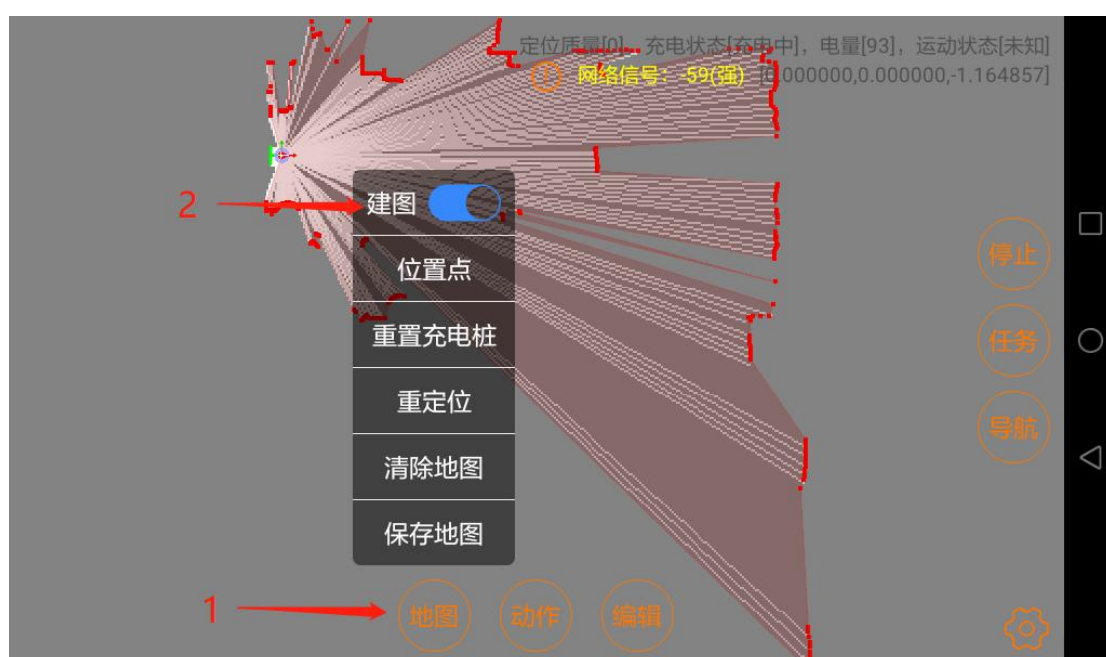 定位质量[0]，充电状态[充电中]，电量[93]，运动状态[未知]
网络信号：-59(强) [0.000000,0.000000,-1.164857]
2
建图
位置点
停止
重置充电桩
任务
重定位
导航
清除地图
保存地图
1
地图 动作 编辑